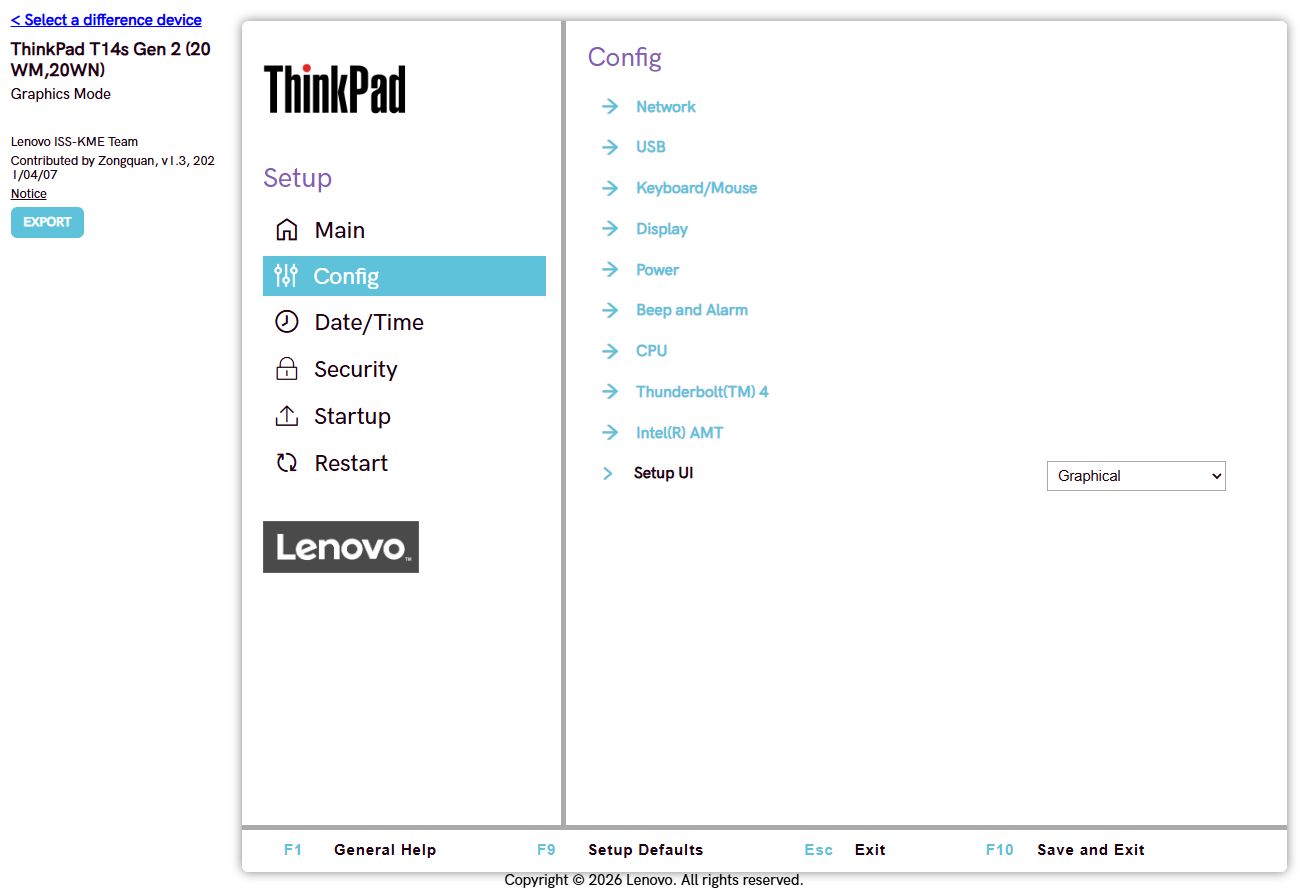 < Select a difference device
ThinkPad T14s Gen 2 (20
WM,20WN)
Graphics Mode
Lenovo ISS-KME Team
Contributed by Zongquan, v1.3, 202
1/04/07
Notice
EXPORT
ThinkPad
Setup
Main
Config
Date/Time
Security
Startup
Restart
Lenovo™
Config
Network
USB
Keyboard/Mouse
Display
Power
Beep and Alarm
CPU
Thunderbolt(TM) 4
Intel(R) AMT
Setup UI Graphical
F1 General Help F9 Setup Defaults Esc Exit F10 Save and Exit
Copyright © 2026 Lenovo. All rights reserved.